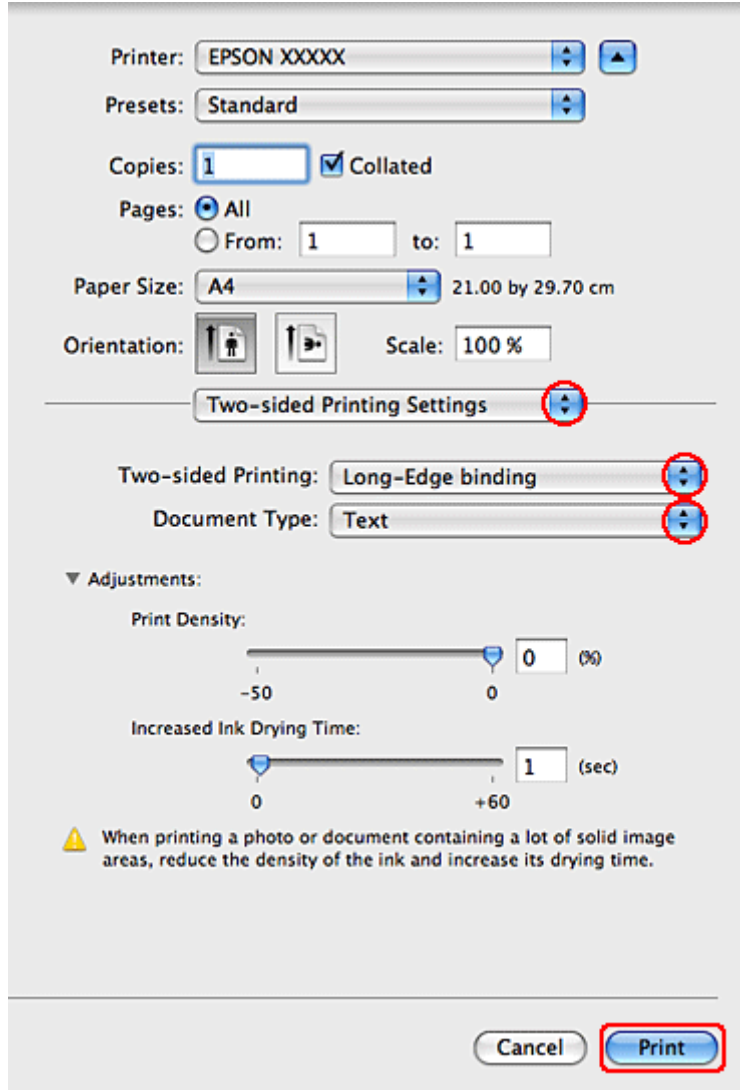 Printer: EPSON XXXXX
Presets: Standard
Copies: 1 Collated
Pages: All
From: 1 to: 1
Paper Size: A4 21.00 by 29.70 cm
Orientation: Scale: 100 %
Two-sided Printing Settings
Two-sided Printing: Long-Edge binding
Document Type: Text
Adjustments:
Print Density:
0 (%)
-50 0
Increased Ink Drying Time:
1 (sec)
0 +60
When printing a photo or document containing a lot of solid image
areas, reduce the density of the ink and increase its drying time.
Cancel Print